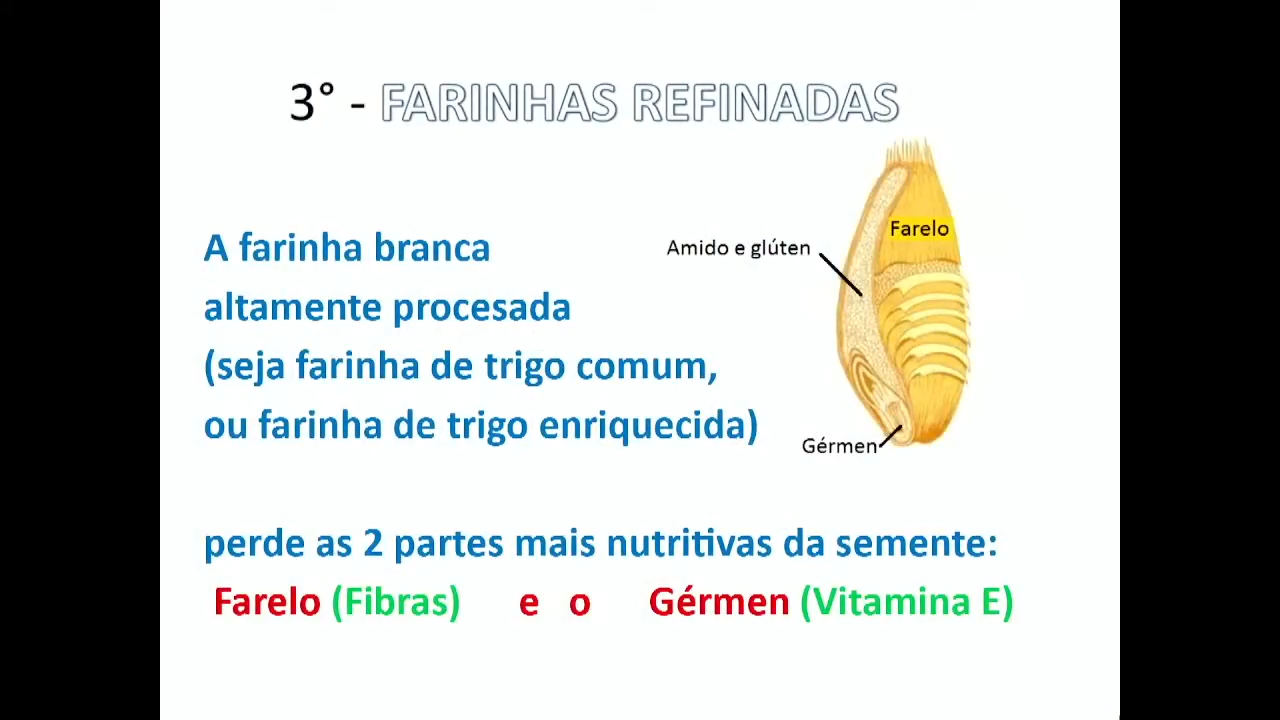 3° - FARINHAS REFINADAS
Farelo
Amido e glúten
A farinha branca
altamente procesada
(seja farinha de trigo comum,
ou farinha de trigo enriquecida)
Gérmen
perde as 2 partes mais nutritivas da semente:
Farelo (Fibras) e o Gérmen (Vitamina E)